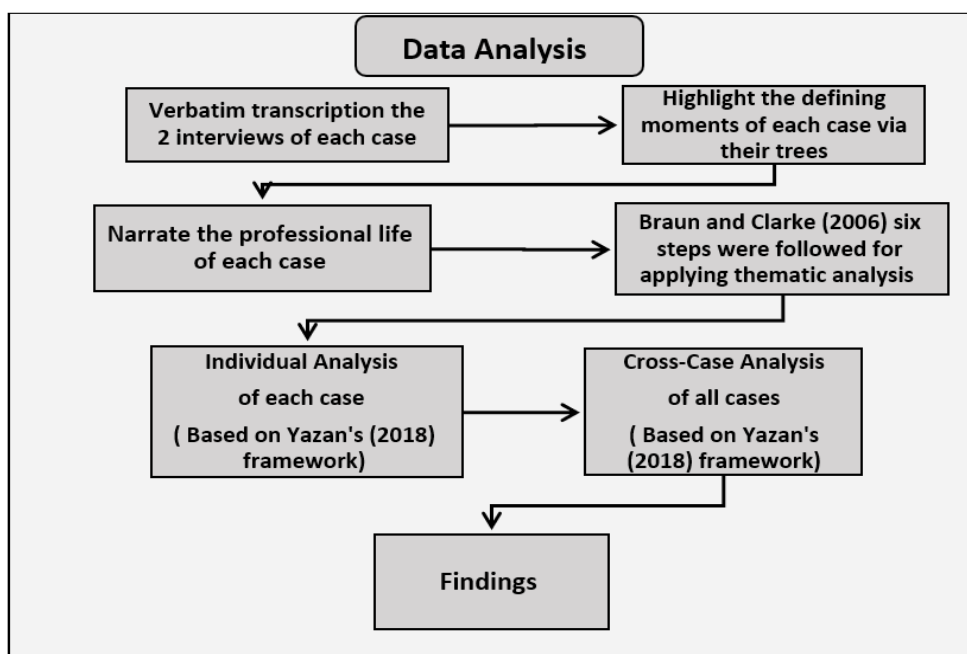 Data Analysis
Verbatim transcription the
2 interviews of each case
Highlight the defining
moments of each case via
their trees
Narrate the professional life
of each case
Braun and Clarke (2006) six
steps were followed for
applying thematic analysis
Individual Analysis
of each case
( Based on Yazan's (2018)
framework)
Cross-Case Analysis
of all cases
( Based on Yazan's
(2018) framework)
Findings